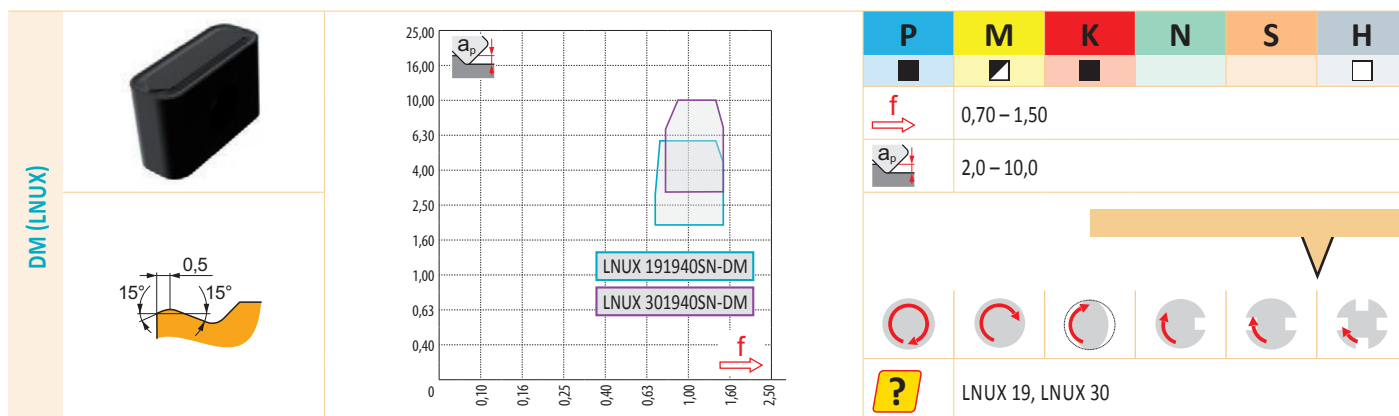 DM (LNUX)
0,5
15° 15°
25,00
16,00
10,00
6,30
4,00
2,50
1,60
1,00
0,63
0,40
0
0,10
0,16
0,25
0,40
0,63
1,00
1,60
2,50
ap
LNUX 191940SN-DM
LNUX 301940SN-DM
f
P M K N S H
f 0,70 – 1,50
ap 2,0 – 10,0
? LNUX 19, LNUX 30